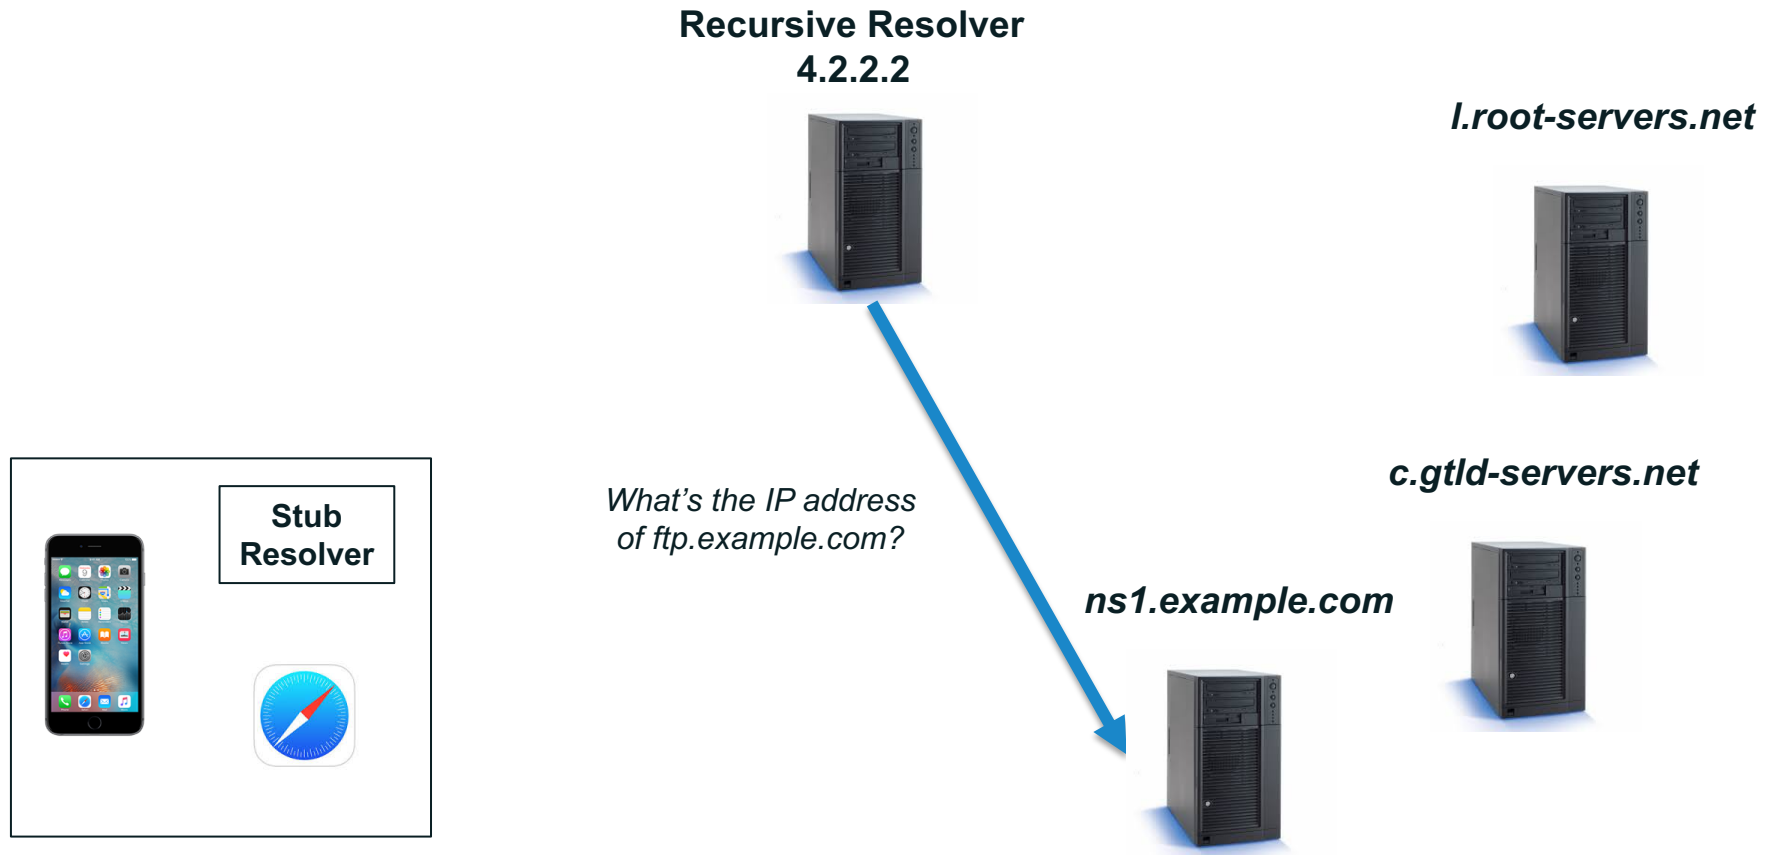 Recursive Resolver
4.2.2.2
l.root-servers.net
c.gtld-servers.net
Stub
Resolver
What’s the IP address
of ftp.example.com?
ns1.example.com